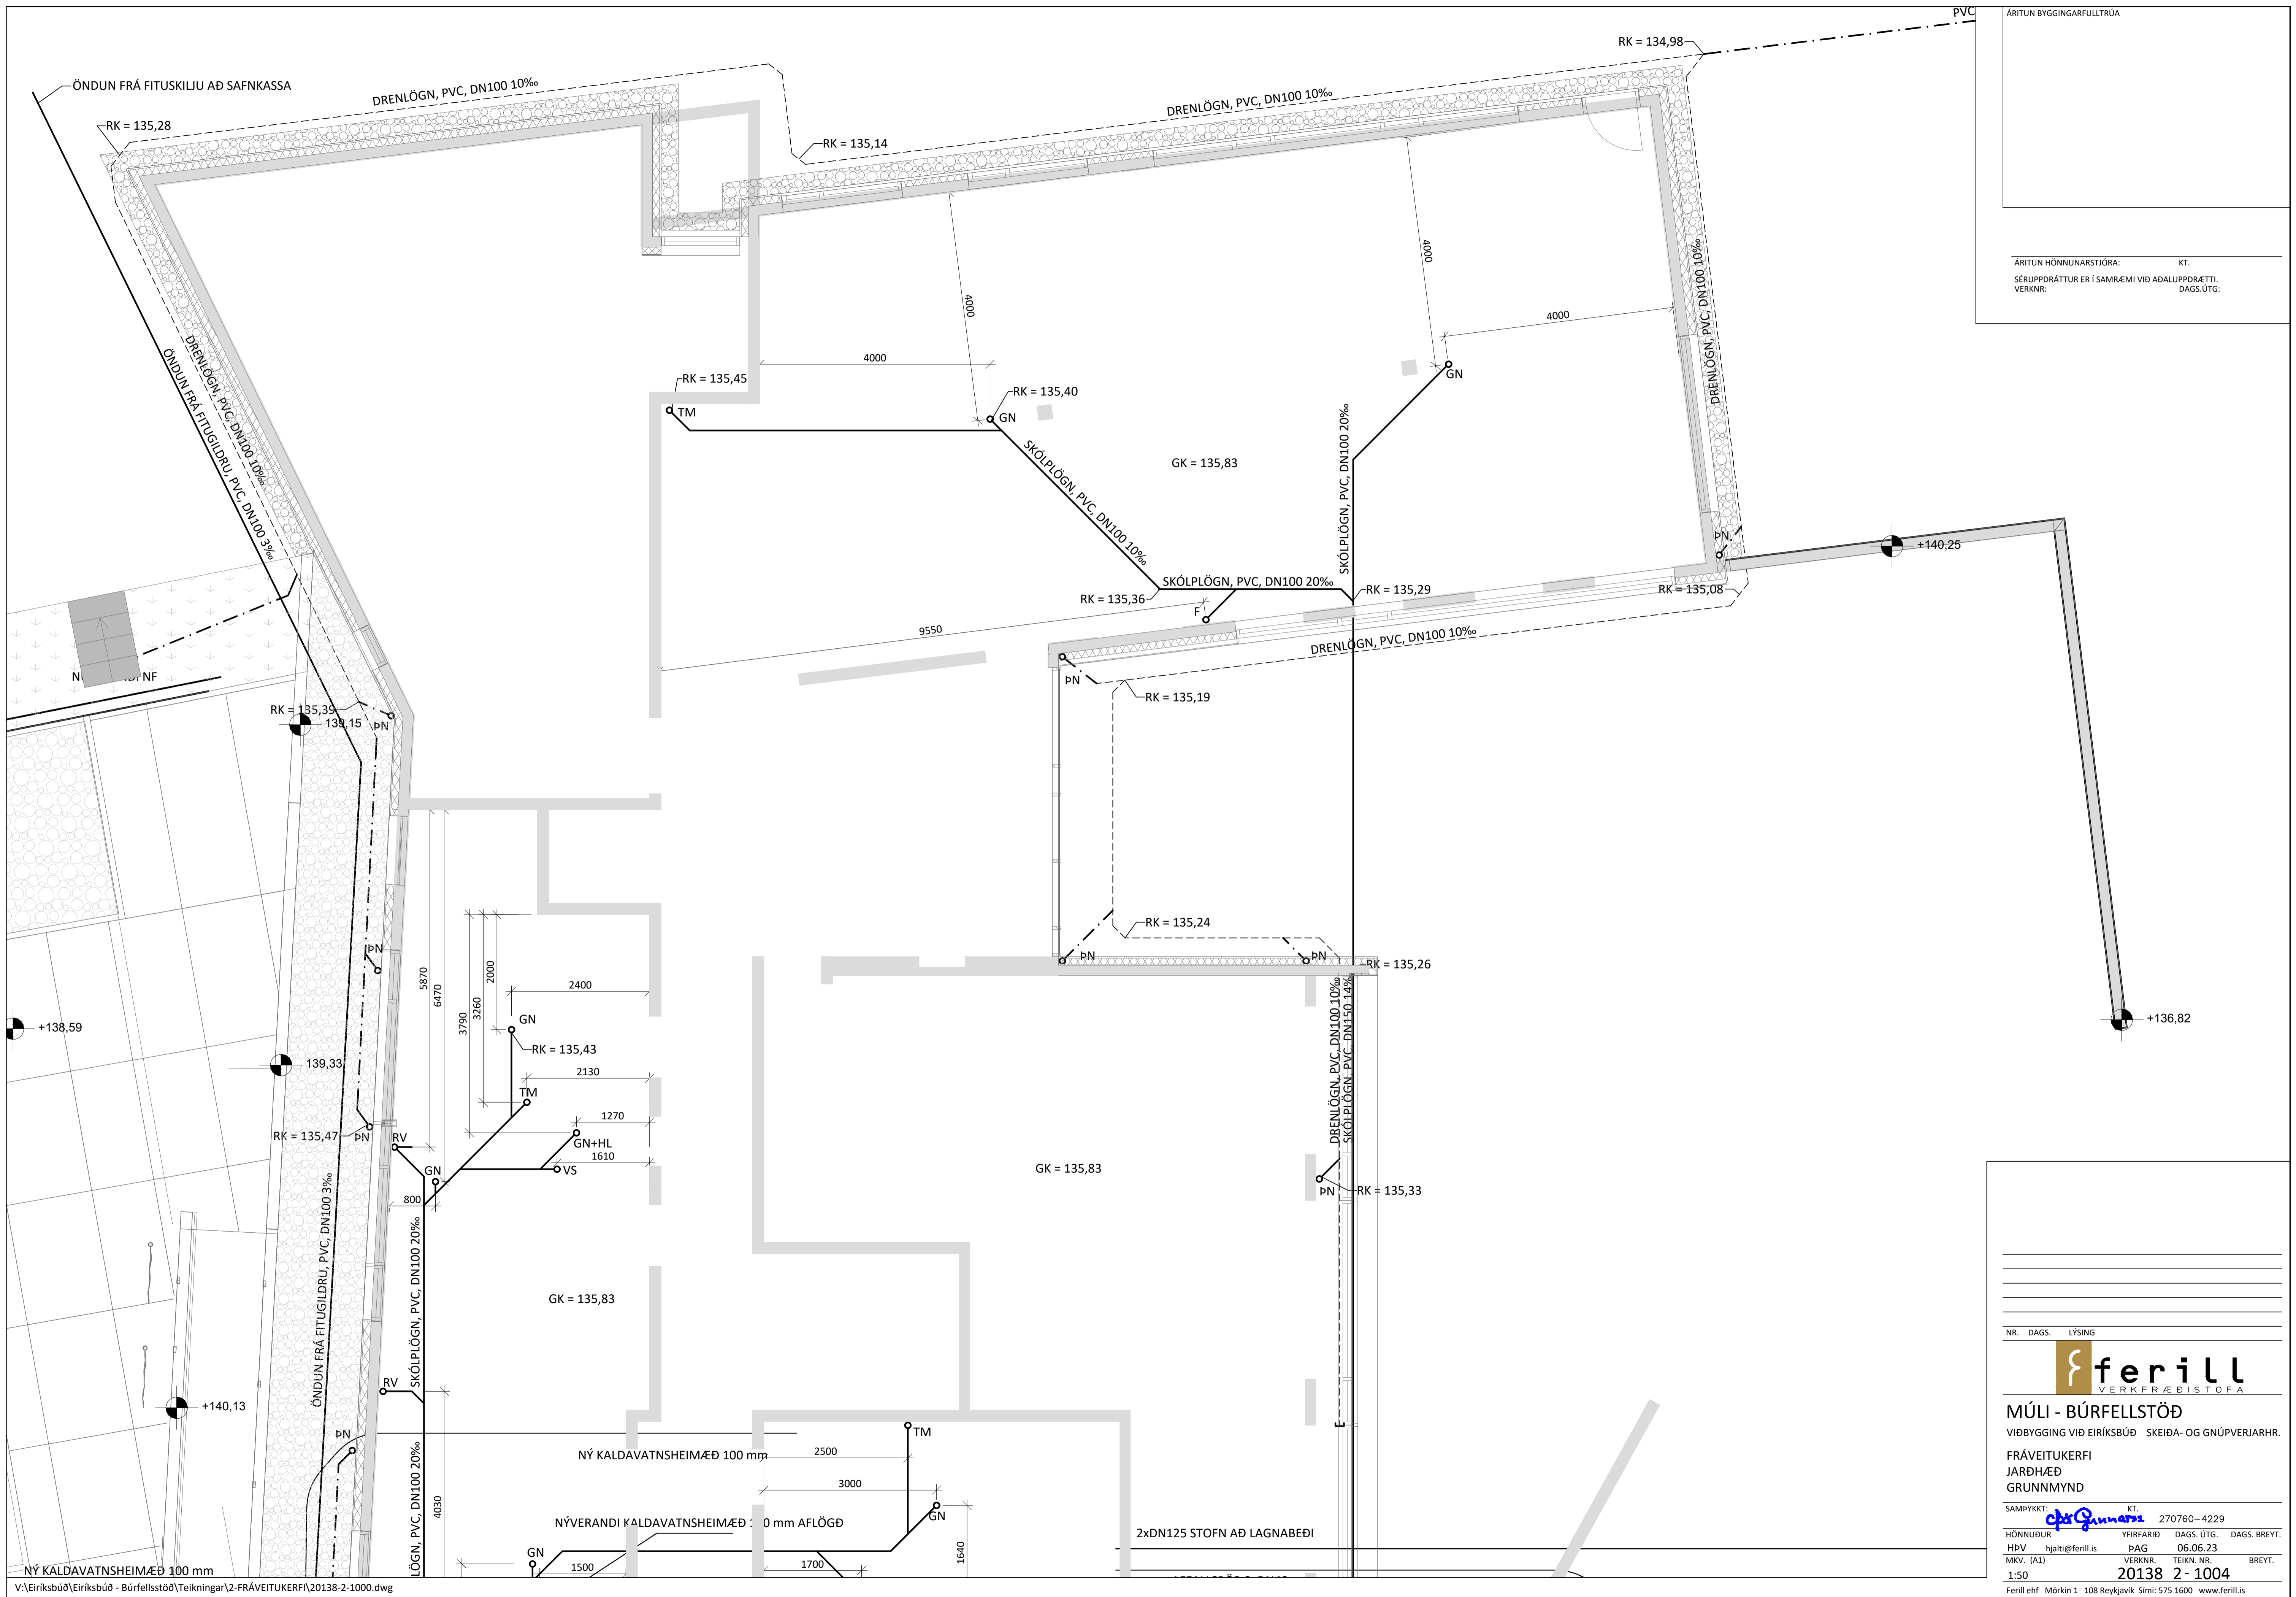 PVC
RK = 134,98
ÖNDUN FRÁ FITUSKILJU AÐ SAFNKASSA
DRENLÖGN, PVC, DN100 10‰
DRENLÖGN, PVC, DN100 10‰
RK = 135,28
RK = 135,14
DRENLÖGN, PVC, DN100 10‰
DRENLÖGN, PVC, DN100 10‰
4000
4000
4000
4000
DRENLÖGN, PVC, DN100 10‰
ÖNDUN FRÁ FITUGILDRU, PVC, DN100 3‰
RK = 135,45
TM
RK = 135,40
GN
GN
GK = 135,83
SKÓLPLÖGN, PVC, DN100 10‰
SKÓLPLÖGN, PVC, DN100 20‰
ÞN
+140,25
SKÓLPLÖGN, PVC, DN100 20‰
RK = 135,36
RK = 135,29
RK = 135,08
F
9550
DRENLÖGN, PVC, DN100 10‰
NF
ÞN
RK = 135,19
RK = 135,39
139,15
ÞN
RK = 135,24
ÞN
ÞN
ÞN
RK = 135,26
5870
6470
3790
3260
2000
2400
GN
RK = 135,43
+138,59
139,33
+136,82
2130
TM
1270
GN+HL
1610
VS
RK = 135,47
ÞN
RV
GN
800
DRENLÖGN, PVC, DN100 10‰
SKÓLPLÖGN, PVC, DN150 14‰
GK = 135,83
ÞN
RK = 135,33
ÖNDUN FRÁ FITUGILDRU, PVC, DN100 3‰
SKÓLPLÖGN, PVC, DN100 20‰
GK = 135,83
RV
+140,13
ÞN
TM
NÝ KALDAVATNSHEIMÆÐ 100 mm
2500
3000
LÖGN, PVC, DN100 20‰
4030
GN
NÝVERANDI KALDAVATNSHEIMÆÐ 0 mm AFLÖGÐ
2xDN125 STOFN AÐ LAGNABEÐI
GN
1500
1700
1640
NÝ KALDAVATNSHEIMÆÐ 100 mm
V:\Eiríksbúð\Eiríksbúð - Búrfellsstöð\Teikningar\2-FRÁVEITUKERFI\20138-2-1000.dwg
ÁRITUN BYGGINGARFULLTRÚA
ÁRITUN HÖNNUNARSTJÓRA: KT.
SÉRUPPDRÁTTUR ER Í SAMRÆMI VIÐ AÐALUPPDRÆTTI.
VERKNR: DAGS.ÚTG:
NR. DAGS. LÝSING
ferill
VERKFRÆÐISTOFA
MÚLI - BÚRFELLSTÖÐ
VIÐBYGGING VIÐ EIRÍKSBÚÐ SKEIÐA- OG GNÚPVERJARHR.
FRÁVEITUKERFI
JARÐHÆÐ
GRUNNMYND
SAMÞYKKT: KT.
270760-4229
HÖNNUÐUR YFIRFARIÐ DAGS. ÚTG. DAGS. BREYT.
HÞV hjalti@ferill.is ÞAG 06.06.23
MKV. (A1) VERKNR. TEIKN. NR. BREYT.
1:50 20138 2 - 1004
Ferill ehf Mörkin 1 108 Reykjavík Sími: 575 1600 www.ferill.is